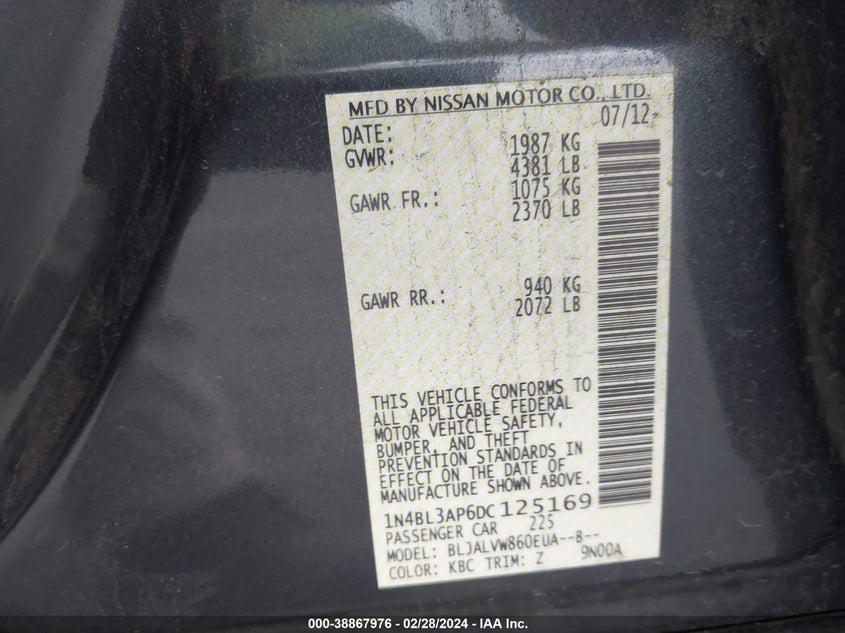 MFD BY NISSAN MOTOR CO., LTD.
DATE: 07/12
GVWR: 1987 KG
4381 LB
GAWR FR.: 1075 KG
2370 LB
GAWR RR.: 940 KG
2072 LB
THIS VEHICLE CONFORMS TO
ALL APPLICABLE FEDERAL
MOTOR VEHICLE SAFETY,
BUMPER, AND THEFT
PREVENTION STANDARDS IN
EFFECT ON THE DATE OF
MANUFACTURE SHOWN ABOVE.
1N4BL3AP6DC125169
PASSENGER CAR 225
MODEL: BLJALVW860EUA--B--
COLOR: KBC TRIM: Z 9N00A
000-38867976 - 02/28/2024 - IAA Inc.